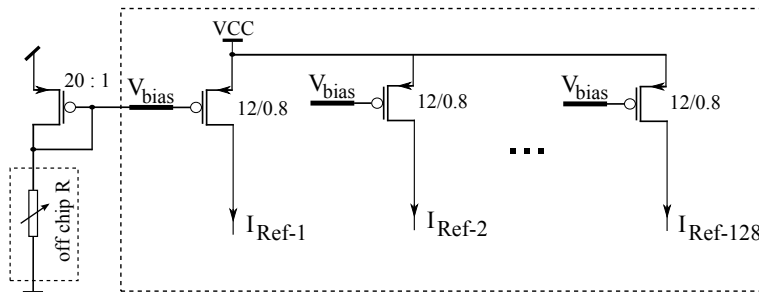 VCC
20 : 1
V_bias
12/0.8
V_bias
12/0.8
V_bias
12/0.8
off chip R
I_Ref-1
I_Ref-2
I_Ref-128